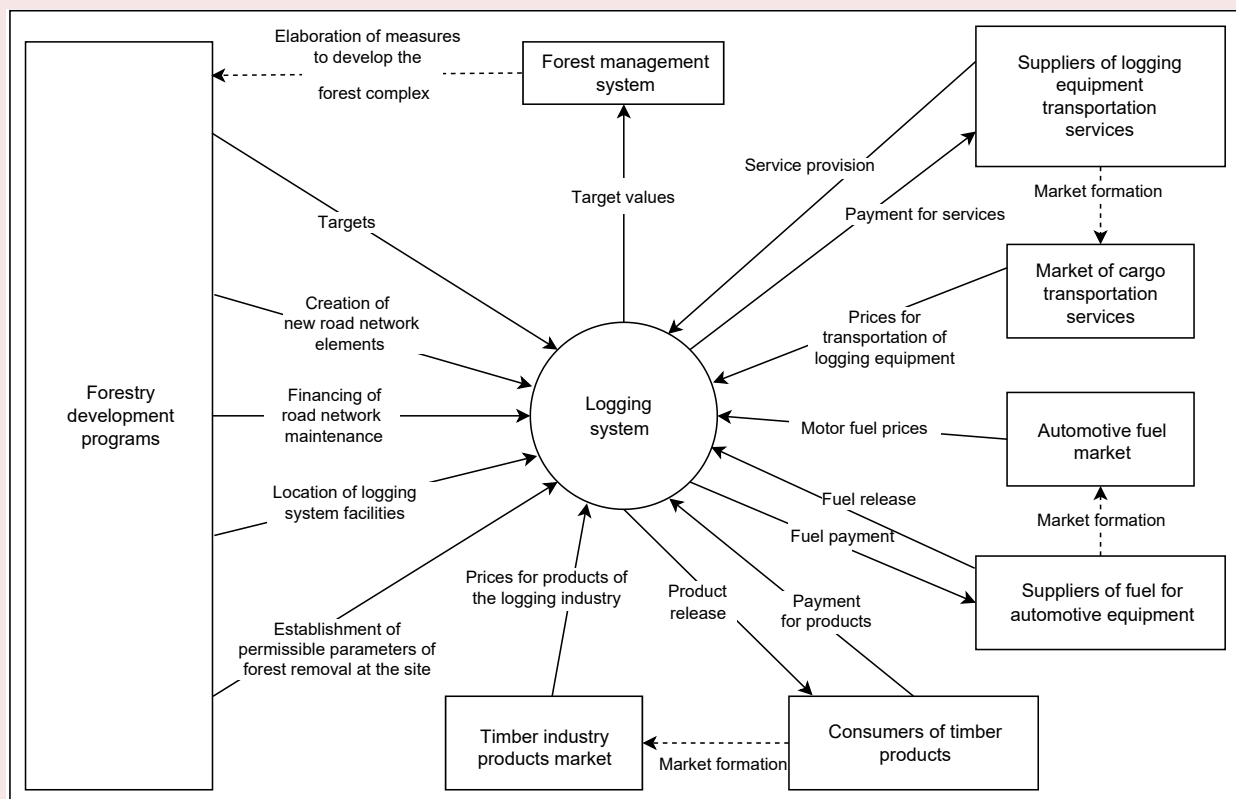 Elaboration of measures
to develop the
forest complex
Forest management
system
Suppliers of logging
equipment
transportation
services
Service provision
Market formation
Target values
Payment for services
Targets
Market of cargo
transportation
services
Creation of
new road network
elements
Prices for
transportation of
logging equipment
Forestry
development
programs
Financing of
road network
maintenance
Logging
system
Motor fuel prices
Automotive fuel
market
Location of logging
system facilities
Fuel release
Market formation
Fuel payment
Prices for products of
the logging industry
Product
release
Payment
for products
Suppliers of fuel for
automotive equipment
Establishment of
permissible parameters of
forest removal at the site
Timber industry
products market
Market formation
Consumers of timber
products